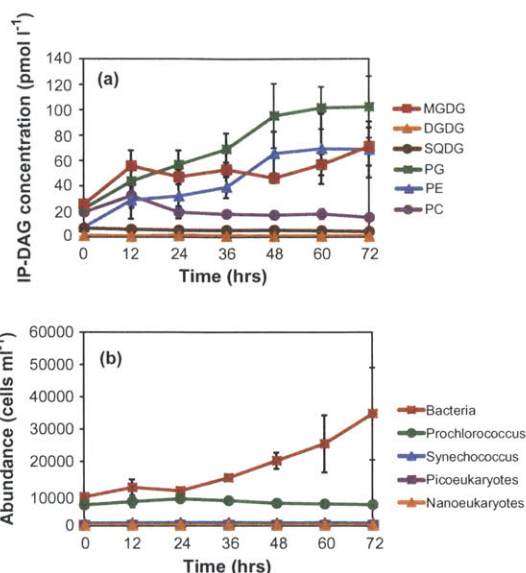 IP-DAG concentration (pmol l⁻¹)
140
120
100
80
60
40
20
0
(a)
0 12 24 36 48 60 72
Time (hrs)
MGDG
DGDG
SQDG
PG
PE
PC
Abundance (cells ml⁻¹)
60000
50000
40000
30000
20000
10000
0
(b)
0 12 24 36 48 60 72
Time (hrs)
Bacteria
Prochlorococcus
Synechococcus
Picoeukaryotes
Nanoeukaryotes